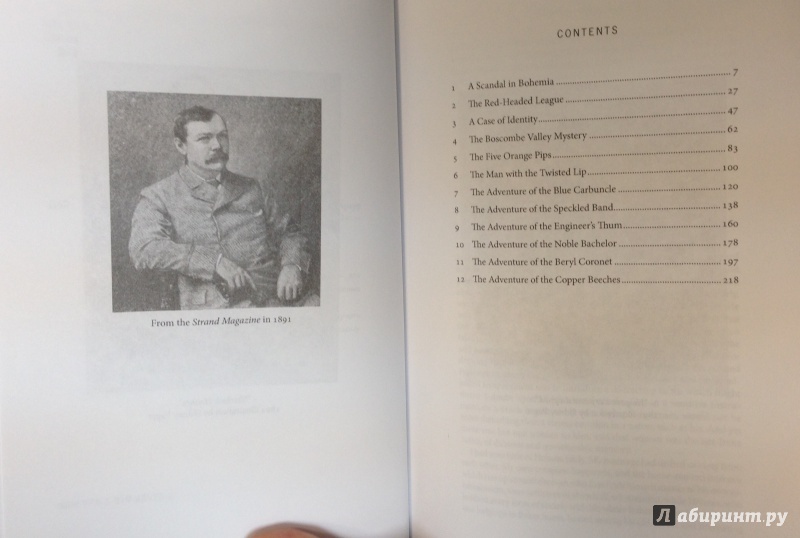 From the Strand Magazine in 1891
CONTENTS
1 A Scandal in Bohemia 7
2 The Red-Headed League 27
3 A Case of Identity 47
4 The Boscombe Valley Mystery 62
5 The Five Orange Pips 83
6 The Man with the Twisted Lip 100
7 The Adventure of the Blue Carbuncle 120
8 The Adventure of the Speckled Band 138
9 The Adventure of the Engineer's Thum 160
10 The Adventure of the Noble Bachelor 178
11 The Adventure of the Beryl Coronet 197
12 The Adventure of the Copper Beeches 218
Лабиринт.ру